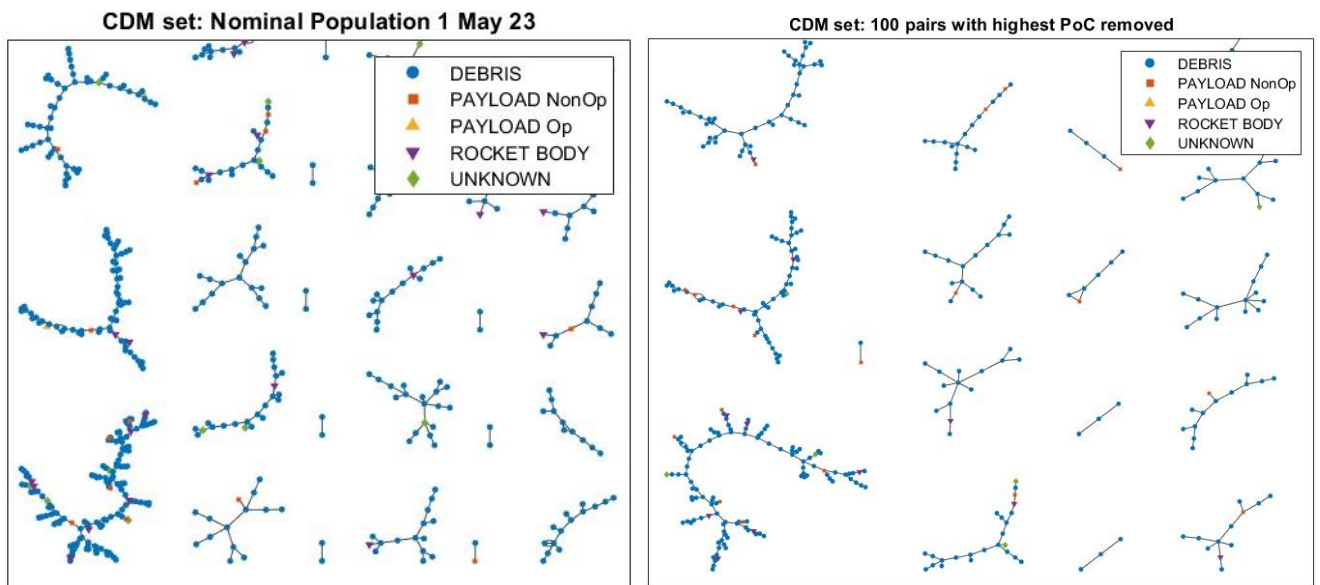 CDM set: Nominal Population 1 May 23
DEBRIS
PAYLOAD NonOp
PAYLOAD Op
ROCKET BODY
UNKNOWN
CDM set: 100 pairs with highest PoC removed
DEBRIS
PAYLOAD NonOp
PAYLOAD Op
ROCKET BODY
UNKNOWN